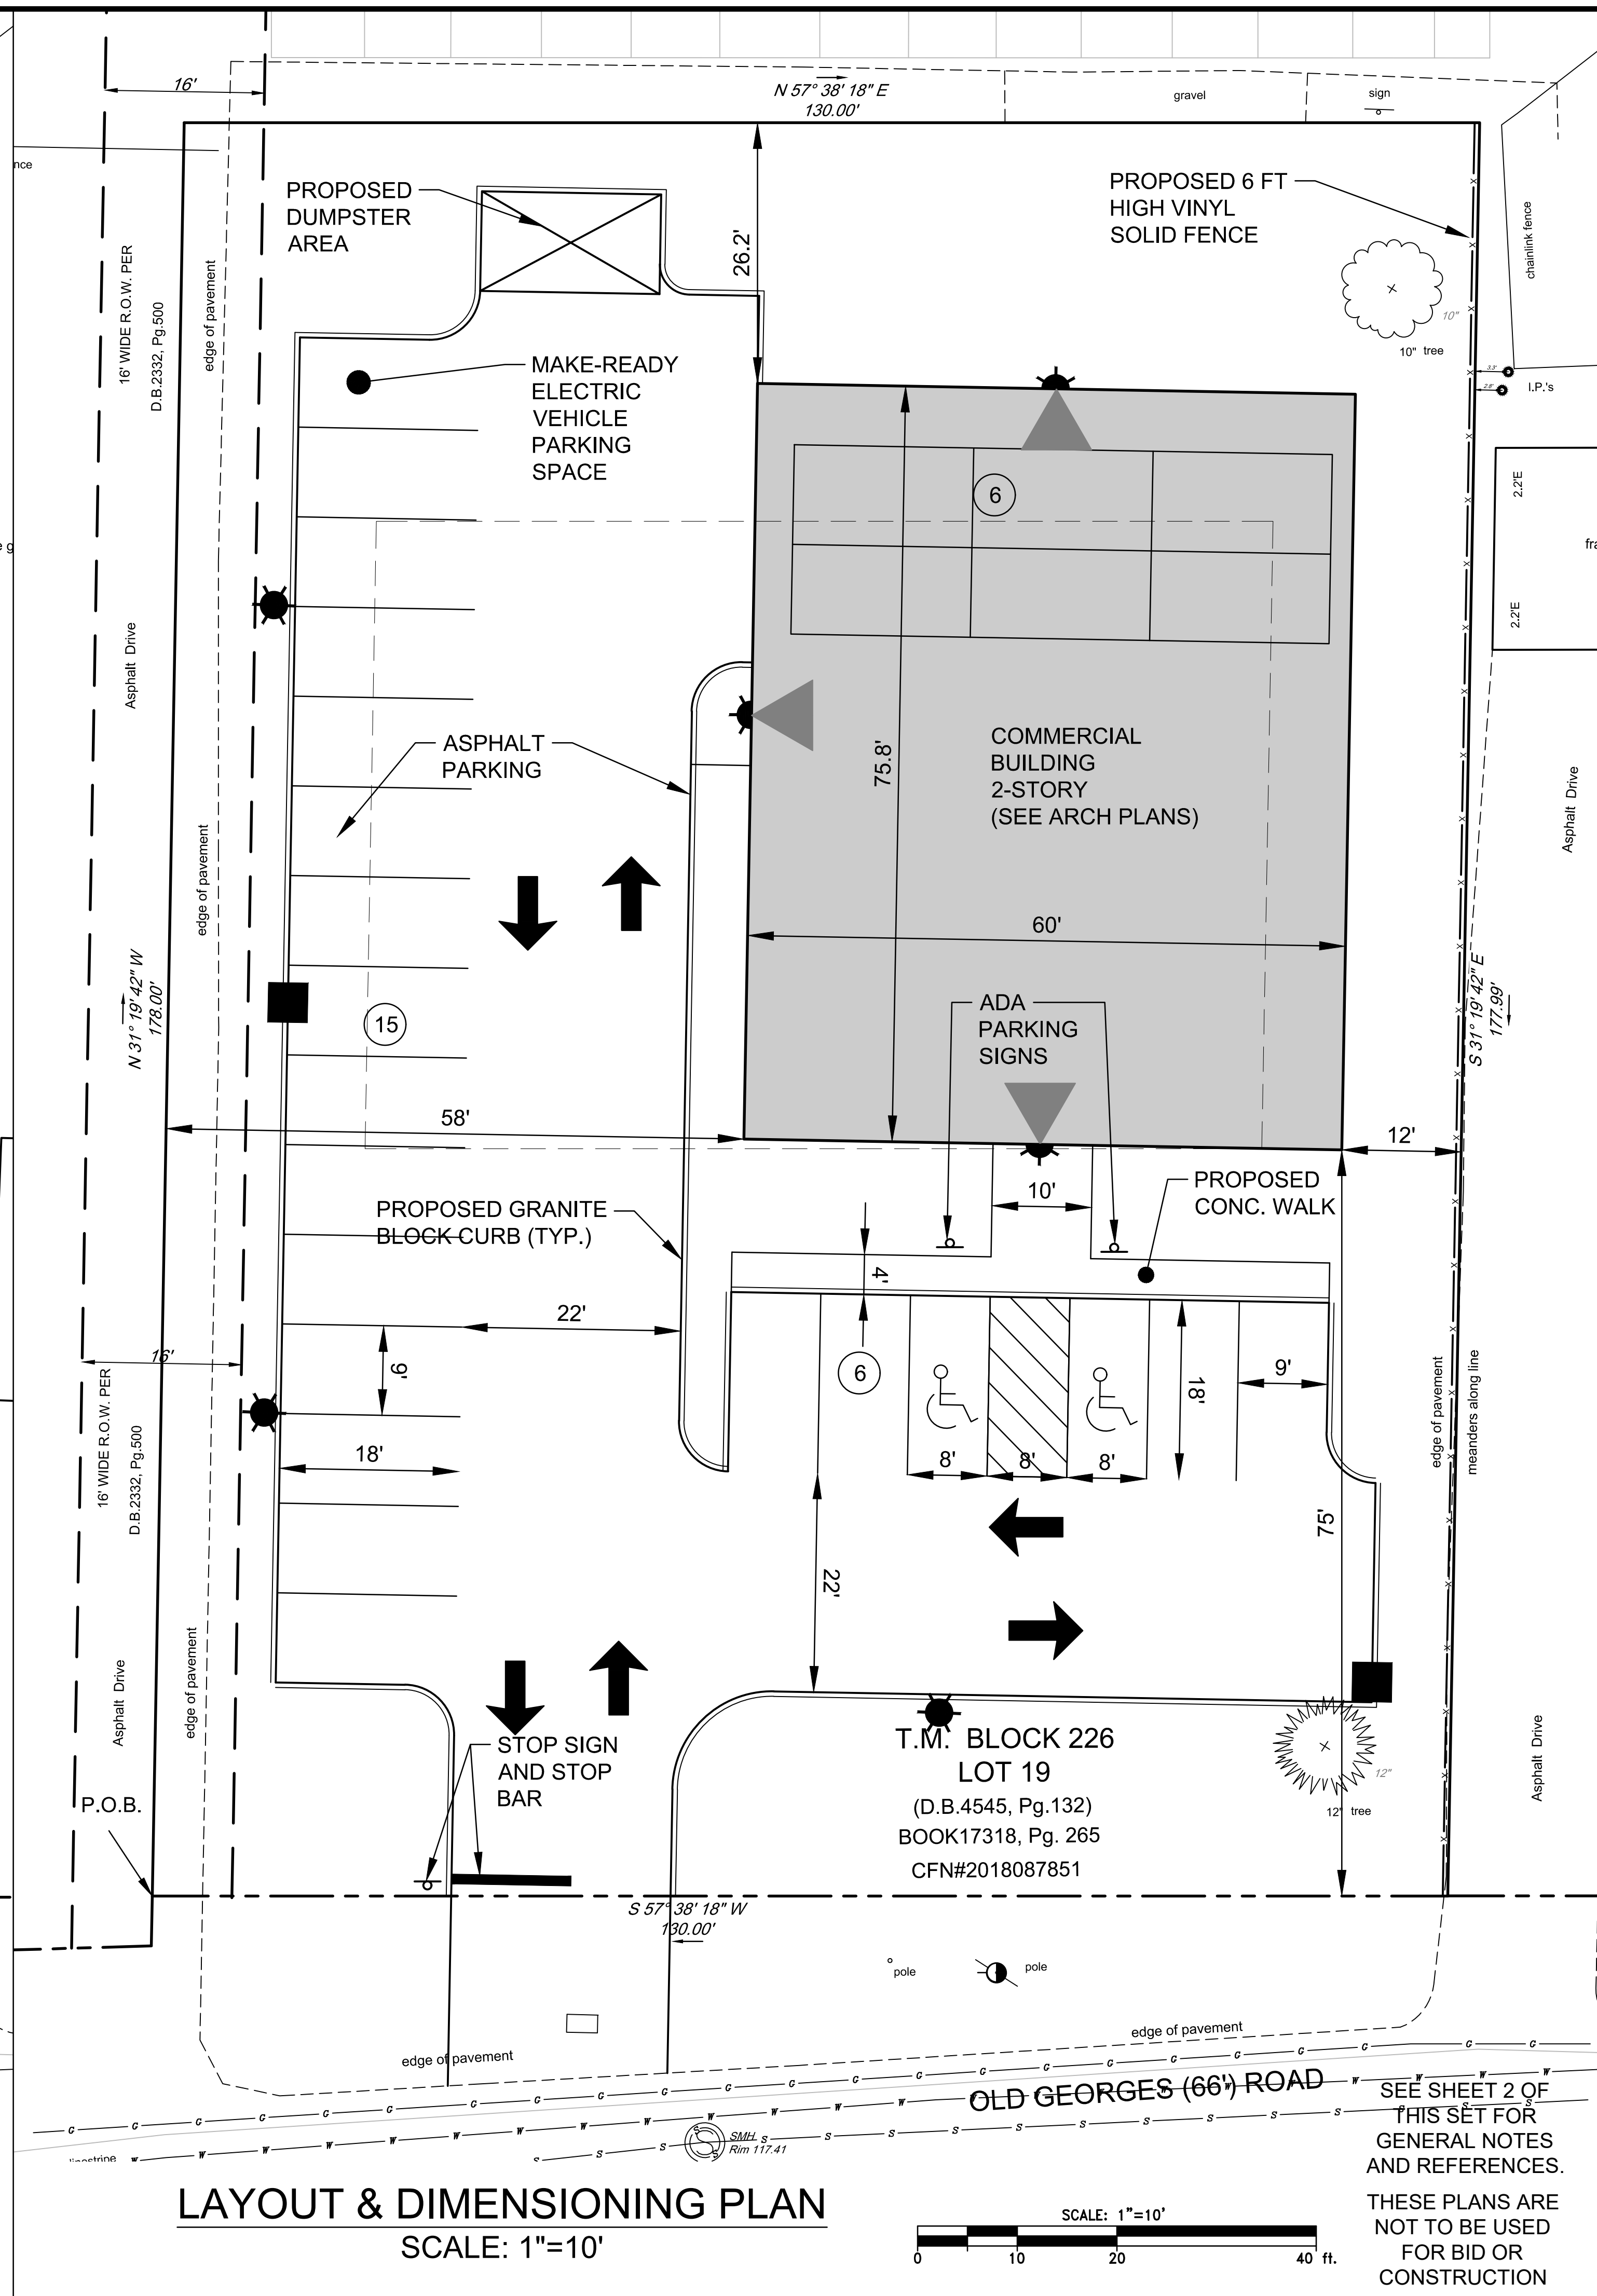 16'
N 57° 38' 18" E
130.00'
gravel
sign
nce
PROPOSED
DUMPSTER
AREA
26.2'
PROPOSED 6 FT
HIGH VINYL
SOLID FENCE
chainlink fence
16' WIDE R.O.W. PER
D.B.2332, Pg.500
edge of pavement
10"
10" tree
3.3'
2.8'
I.P.'s
MAKE-READY
ELECTRIC
VEHICLE
PARKING
SPACE
6
2.2'E
2.2'E
fra
e g
Asphalt Drive
ASPHALT
PARKING
75.8'
COMMERCIAL
BUILDING
2-STORY
(SEE ARCH PLANS)
Asphalt Drive
edge of pavement
60'
N 31° 19' 42" W
178.00'
15
ADA
PARKING
SIGNS
S 31° 19' 42" E
177.99'
58'
12'
PROPOSED GRANITE
BLOCK CURB (TYP.)
10'
PROPOSED
CONC. WALK
4'
22'
16'
9'
6
18'
9'
16' WIDE R.O.W. PER
D.B.2332, Pg.500
18'
8'
8'
8'
edge of pavement
meanders along line
75'
22'
edge of pavement
Asphalt Drive
STOP SIGN
AND STOP
BAR
T.M. BLOCK 226
LOT 19
(D.B.4545, Pg.132)
BOOK17318, Pg. 265
CFN#2018087851
12"
12" tree
Asphalt Drive
P.O.B.
S 57° 38' 18" W
130.00'
pole
pole
edge of pavement
edge of pavement
G G G G G G G G G G G G G G G G G
OLD GEORGES (66') ROAD
W W W W W W W W W W W W W W W W
S S S S S S S S S S S S S
SMH
Rim 117.41
LAYOUT & DIMENSIONING PLAN
SCALE: 1"=10'
SCALE: 1"=10'
0 10 20 40 ft.
SEE SHEET 2 OF
THIS SET FOR
GENERAL NOTES
AND REFERENCES.
THESE PLANS ARE
NOT TO BE USED
FOR BID OR
CONSTRUCTION